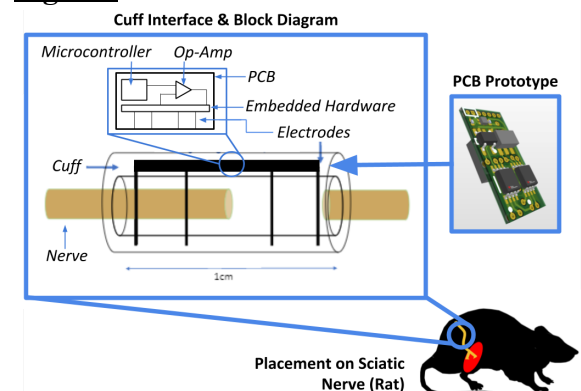 Cuff Interface & Block Diagram
Microcontroller
Op-Amp
PCB
Embedded Hardware
Electrodes
Cuff
Nerve
1cm
PCB Prototype
Placement on Sciatic
Nerve (Rat)